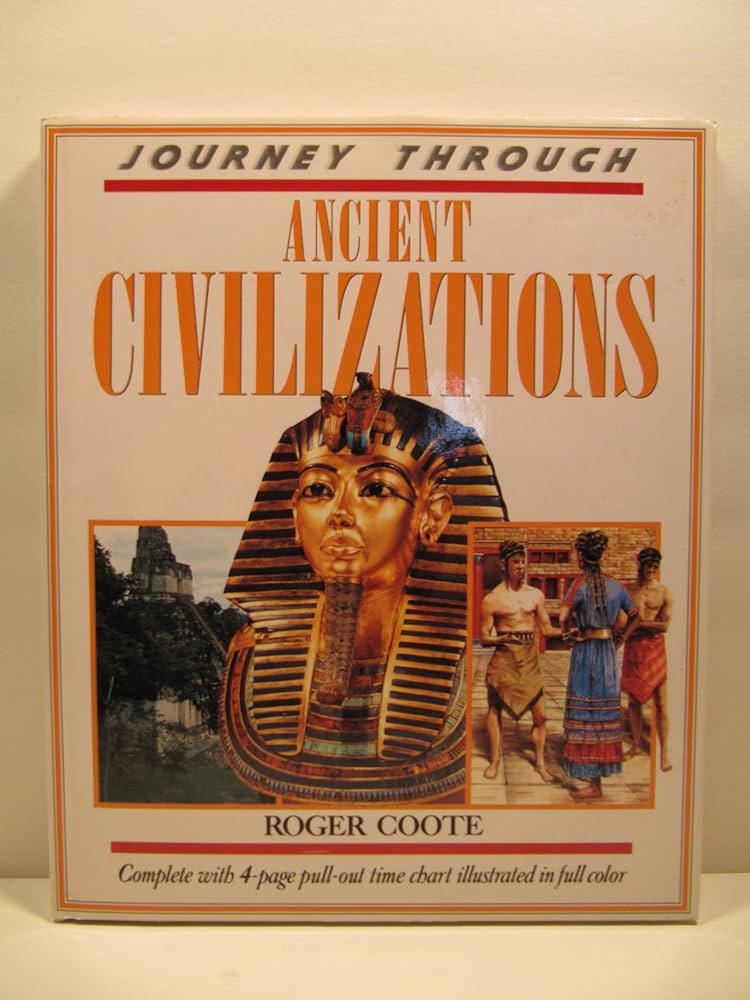 JOURNEY THROUGH
ANCIENT
CIVILIZATIONS
ROGER COOTE
Complete with 4-page pull-out time chart illustrated in full color